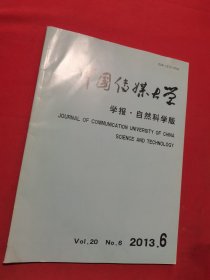 中国传媒大学
学报·自然科学版
JOURNAL OF COMMUNICATION UNIVERSITY OF CHINA
SCIENCE AND TECHNOLOGY
Vol.20 No.6 2013.6